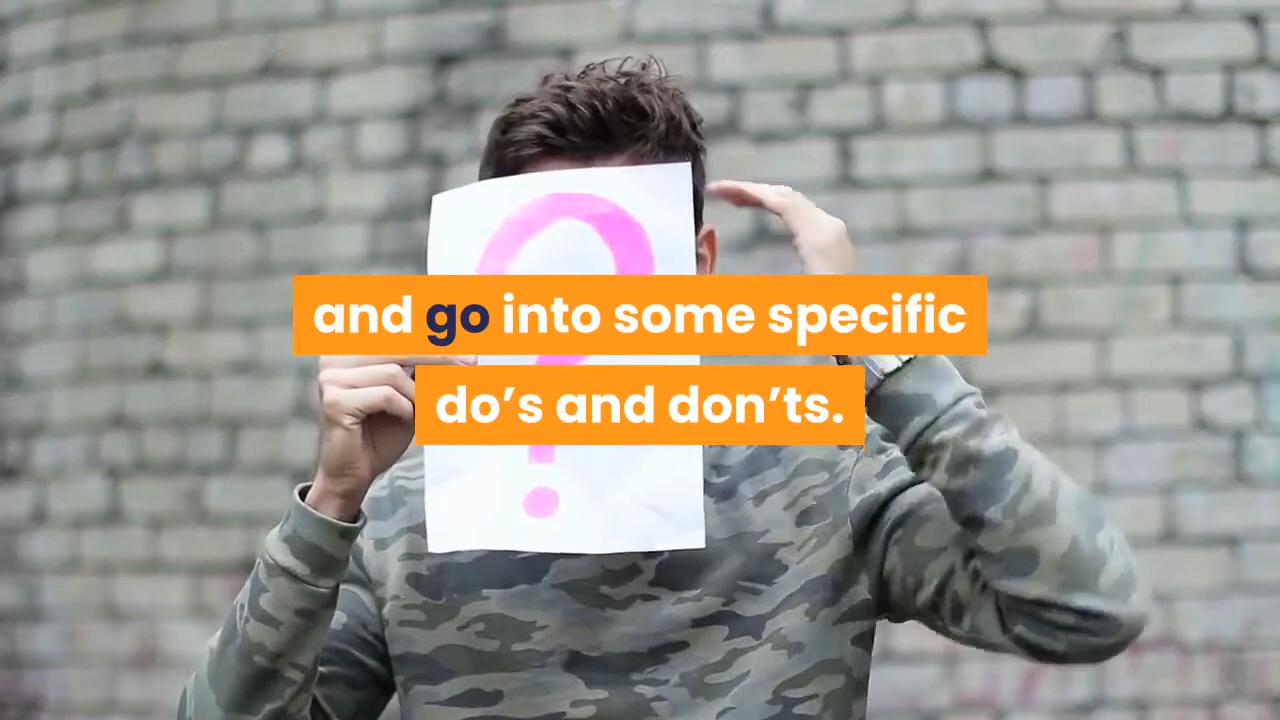 and go into some specific
do’s and don’ts.
?